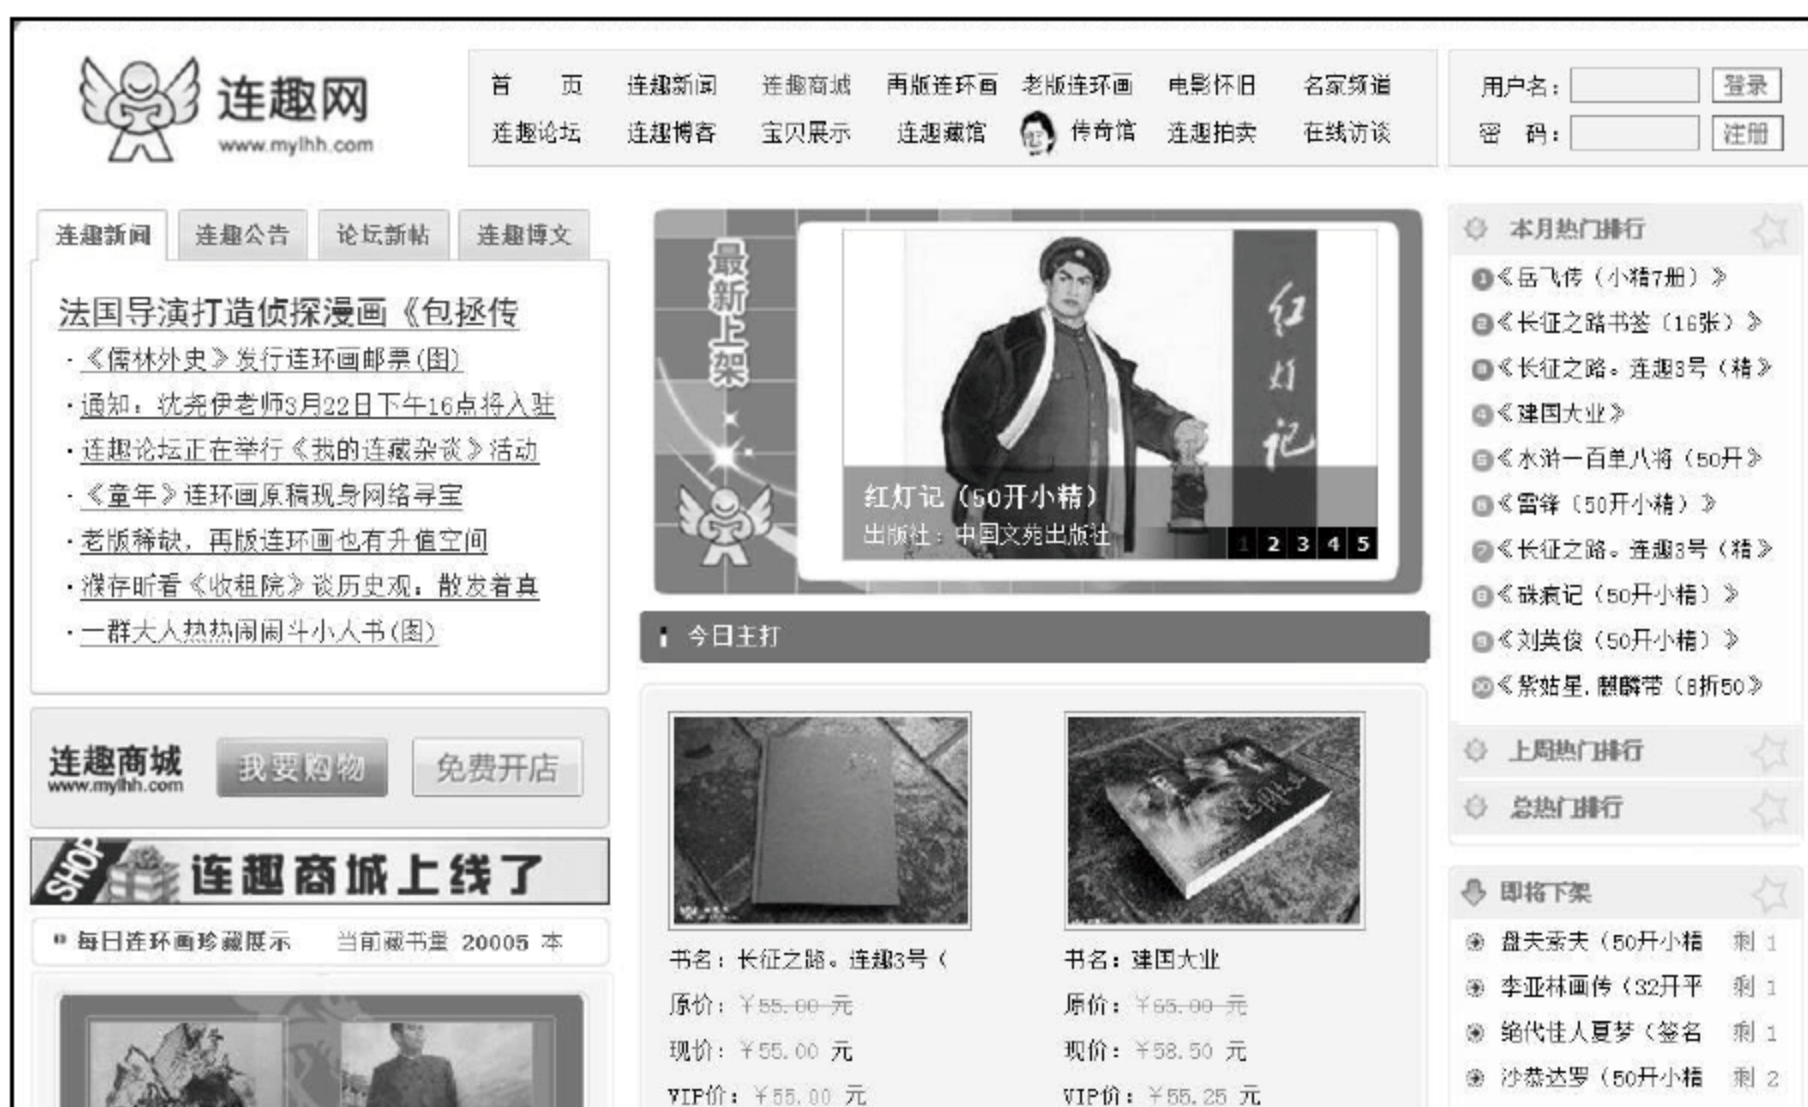 连趣网
www.mylhh.com
首 页 连趣新闻 连趣商城 再版连环画 老版连环画 电影怀旧 名家频道
连趣论坛 连趣博客 宝贝展示 连趣藏馆 传奇馆 连趣拍卖 在线访谈
用户名: 登录
密 码: 注册
连趣新闻 连趣公告 论坛新帖 连趣博文
法国导演打造侦探漫画《包拯传
·《儒林外史》发行连环画邮票(图)
·通知:沈尧伊老师3月22日下午16点将入驻
·连趣论坛正在举行《我的连藏杂谈》活动
·《童年》连环画原稿现身网络寻宝
·老版稀缺,再版连环画也有升值空间
·濮存昕看《收租院》谈历史观:散发着真
·一群大人热热闹闹斗小人书(图)
连趣商城
www.mylhh.com
我要购物 免费开店
SHOP 连趣商城上线了
每日连环画珍藏展示 当前藏书量 20005 本
最新上架
红灯记
红灯记(50开小精)
出版社:中国文苑出版社
1 2 3 4 5
今日主打
书名:长征之路。连趣3号(
原价:¥55.00 元
现价:¥55.00 元
VIP价:¥55.00 元
书名:建国大业
原价:¥65.00 元
现价:¥58.50 元
VIP价:¥55.25 元
本月热门排行
1《岳飞传(小精7册)》
2《长征之路书签(16张)》
3《长征之路。连趣3号(精》
4《建国大业》
5《水浒一百单八将(50开》
6《雷锋(50开小精)》
7《长征之路。连趣3号(精》
8《硃痕记(50开小精)》
9《刘英俊(50开小精)》
10《紫姑星.麒麟带(8折50》
上周热门排行
总热门排行
即将下架
盘夫索夫(50开小精 剩 1
李亚林画传(32开平 剩 1
绝代佳人夏梦(签名 剩 1
沙恭达罗(50开小精 剩 2